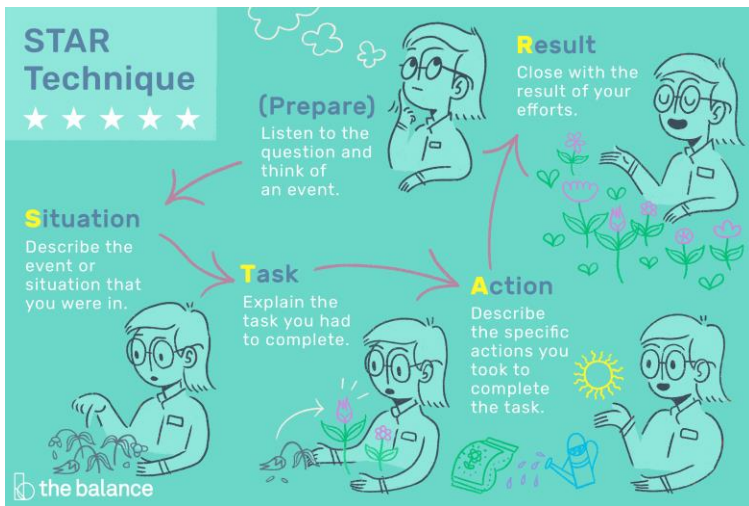 STAR
Technique
(Prepare)
Listen to the
question and
think of
an event.
Situation
Describe the
event or
situation that
you were in.
Task
Explain the
task you had
to complete.
Action
Describe
the specific
actions you
took to
complete
the task.
Result
Close with the
result of your
efforts.
the balance